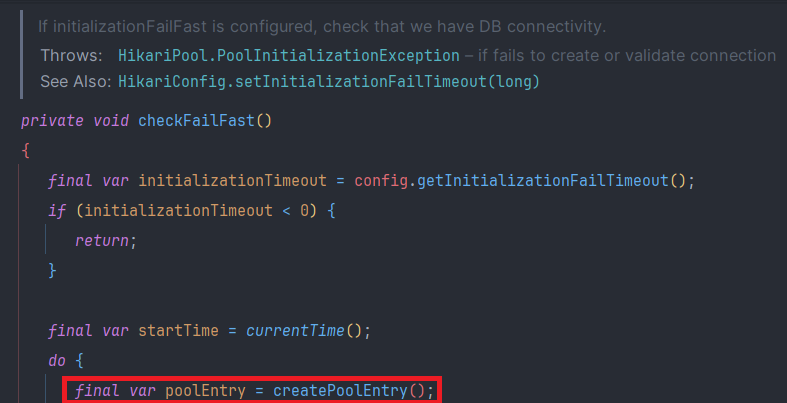 If initializationFailFast is configured, check that we have DB connectivity.
Throws: HikariPool.PoolInitializationException – if fails to create or validate connection
See Also: HikariConfig.setInitializationFailTimeout(long)
private void checkFailFast()
{
final var initializationTimeout = config.getInitializationFailTimeout();
if (initializationTimeout < 0) {
return;
}
final var startTime = currentTime();
do {
final var poolEntry = createPoolEntry();